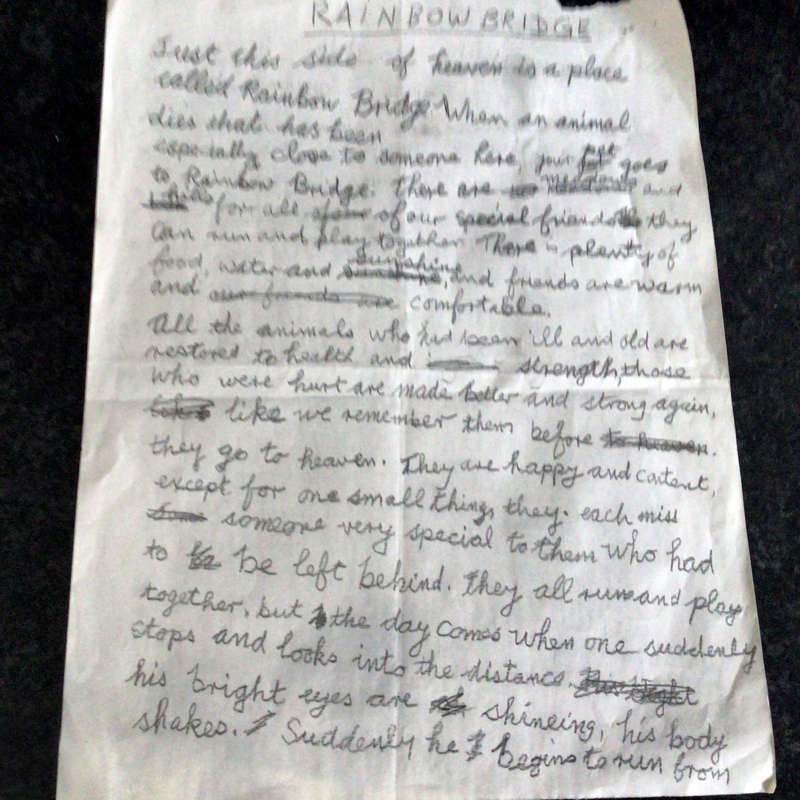 RAINBOW BRIDGE
Just this side of heaven is a place
called Rainbow Bridge. When an animal
dies that has been
especially close to someone here, your pet goes
to Rainbow Bridge. There are meadows and
hills for all of our special friends they
can run and play together. There is plenty of
food, water and sunshine, and friends are warm
and our friends are comfortable.
All the animals who had been ill and old are
restored to health and strength, those
who were hurt are made better and strong again,
like we remember them before to heaven.
they go to heaven. They are happy and content,
except for one small thing, they. each miss
someone very special to them who had
to be left behind. They all run and play
together, but the day comes when one suddenly
stops and looks into the distance.
his bright eyes are shineing, his body
shakes. Suddenly he begins to run from